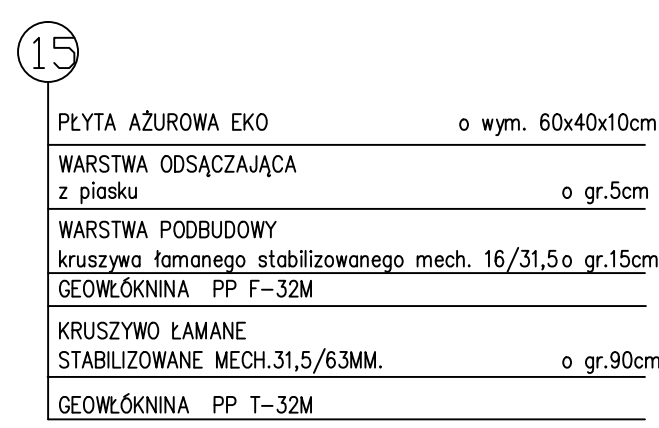 15
PŁYTA AŻUROWA EKO o wym. 60x40x10cm
WARSTWA ODSĄCZAJĄCA
z piasku o gr.5cm
WARSTWA PODBUDOWY
kruszywa łamanego stabilizowanego mech. 16/31,5 o gr.15cm
GEOWŁÓKNINA PP F-32M
KRUSZYWO ŁAMANE
STABILIZOWANE MECH.31,5/63MM. o gr.90cm
GEOWŁÓKNINA PP T-32M